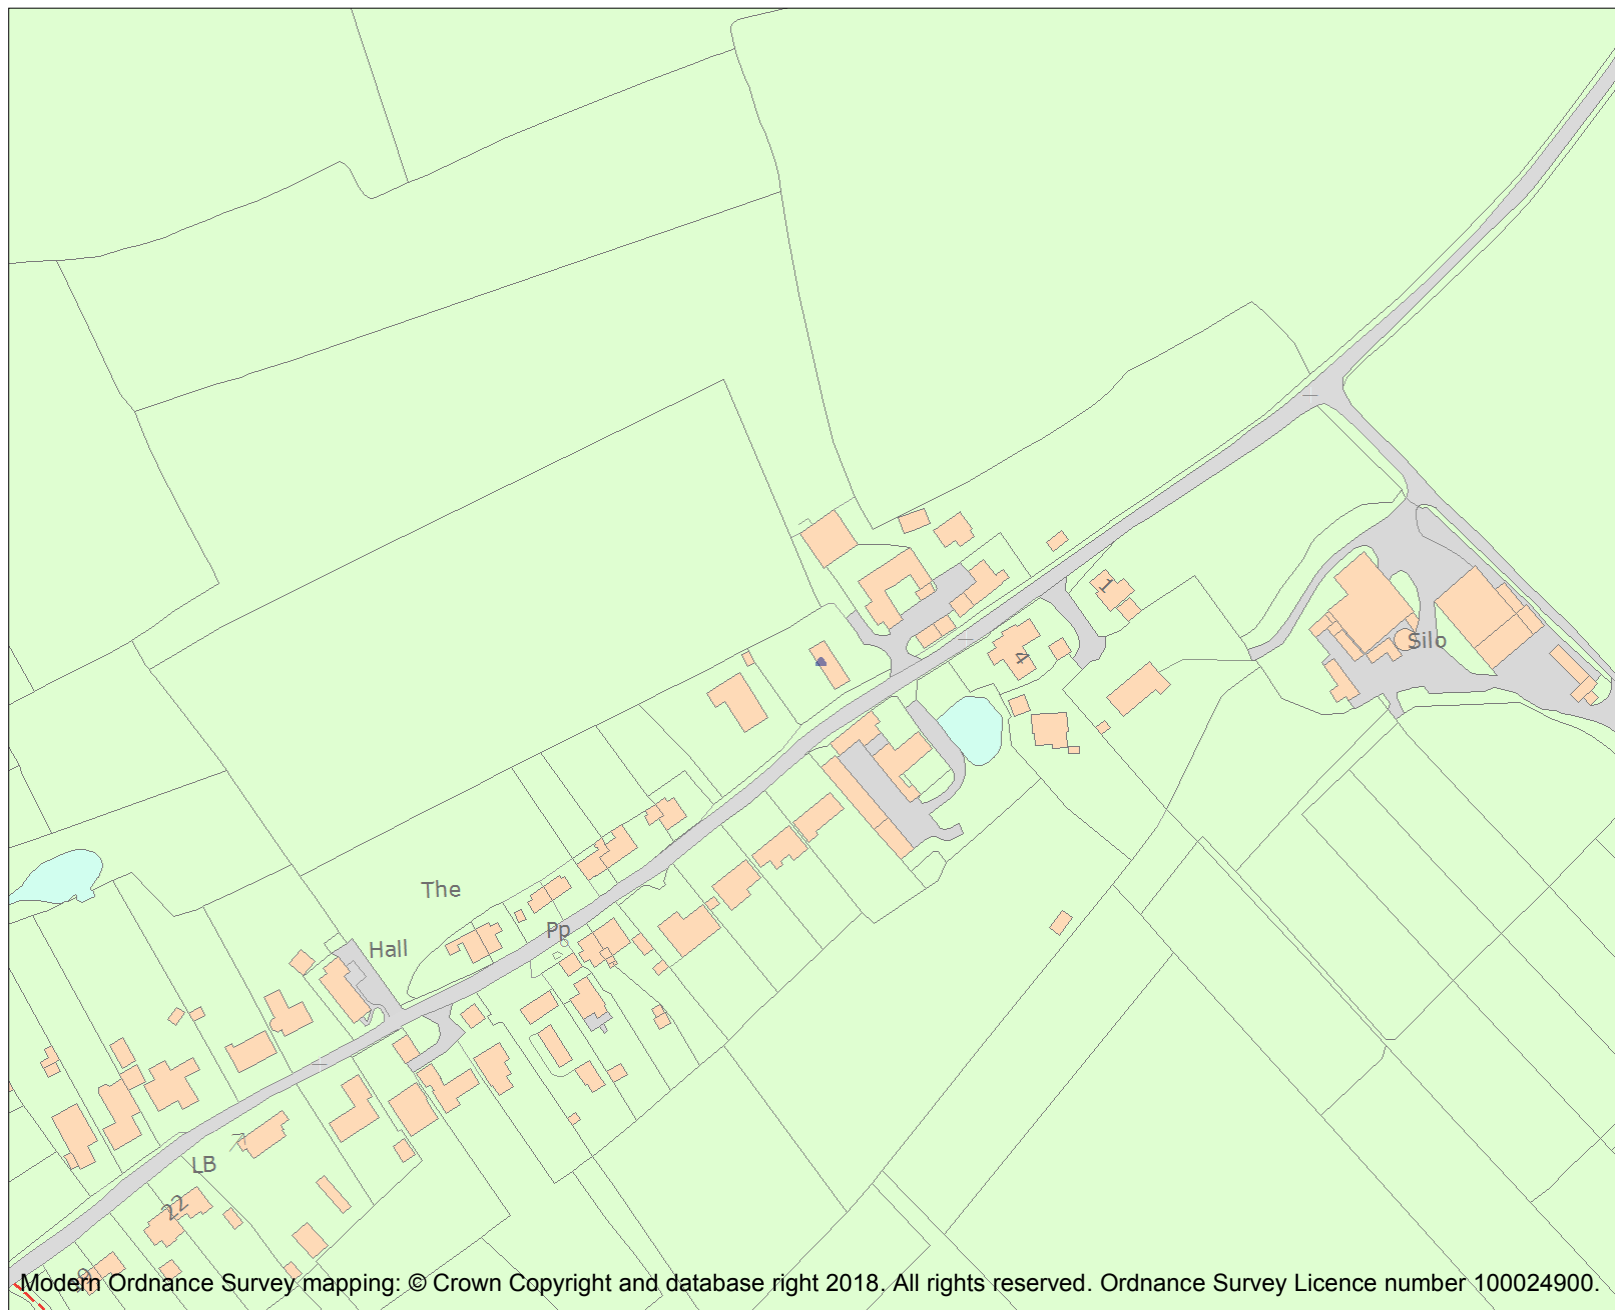 1
4
Silo
The
Pp
Hall
LB
22
19
Modern Ordnance Survey mapping: © Crown Copyright and database right 2018. All rights reserved. Ordnance Survey Licence number 100024900.